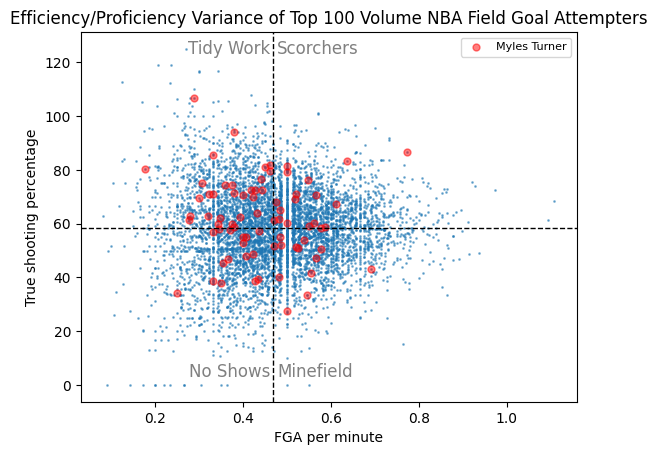 Efficiency/Proficiency Variance of Top 100 Volume NBA Field Goal Attempters
Tidy Work Scorchers
Myles Turner
120
100
80
60
40
20
0
True shooting percentage
No Shows Minefield
0.2 0.4 0.6 0.8 1.0
FGA per minute